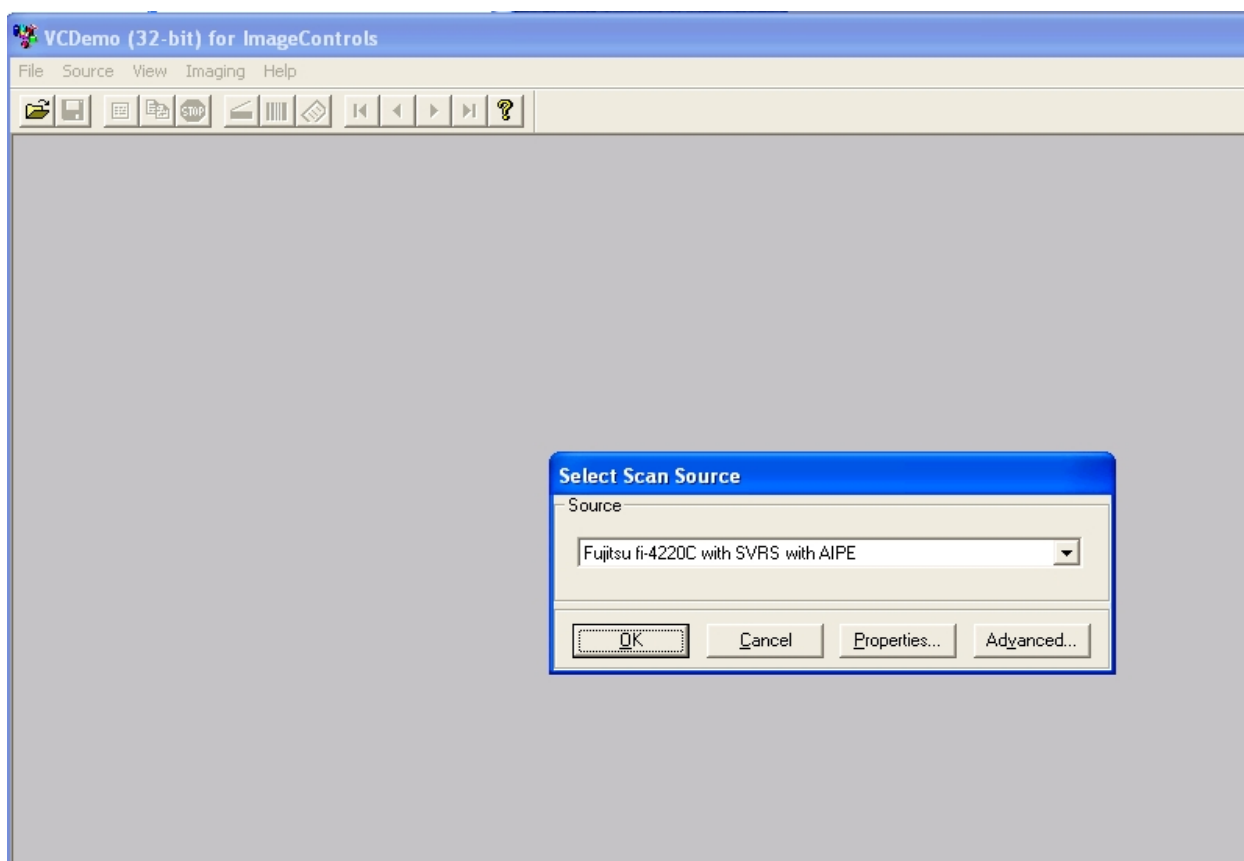 VCDemo (32-bit) for ImageControls
File Source View Imaging Help
STOP ?
Select Scan Source
Source
Fujitsu fi-4220C with SVRS with AIPE
OK Cancel Properties... Advanced...